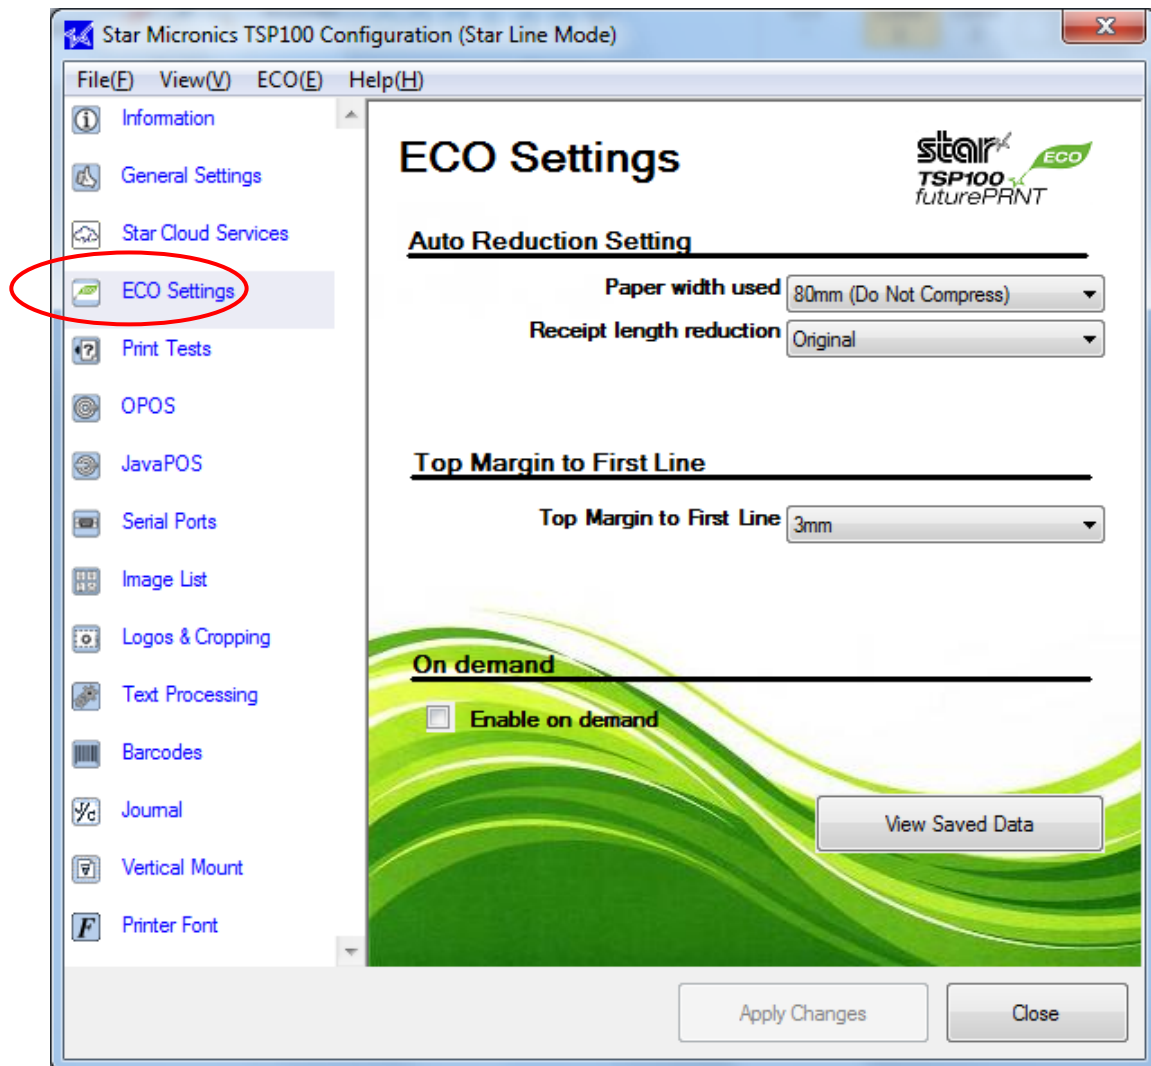 Star Micronics TSP100 Configuration (Star Line Mode)
File(F) View(V) ECO(E) Help(H)
Information
General Settings
Star Cloud Services
ECO Settings
Print Tests
OPOS
JavaPOS
Serial Ports
Image List
Logos & Cropping
Text Processing
Barcodes
Journal
Vertical Mount
Printer Font
ECO Settings
star ECO
TSP100
futurePRNT
Auto Reduction Setting
Paper width used 80mm (Do Not Compress)
Receipt length reduction Original
Top Margin to First Line
Top Margin to First Line 3mm
On demand
Enable on demand
View Saved Data
Apply Changes Close